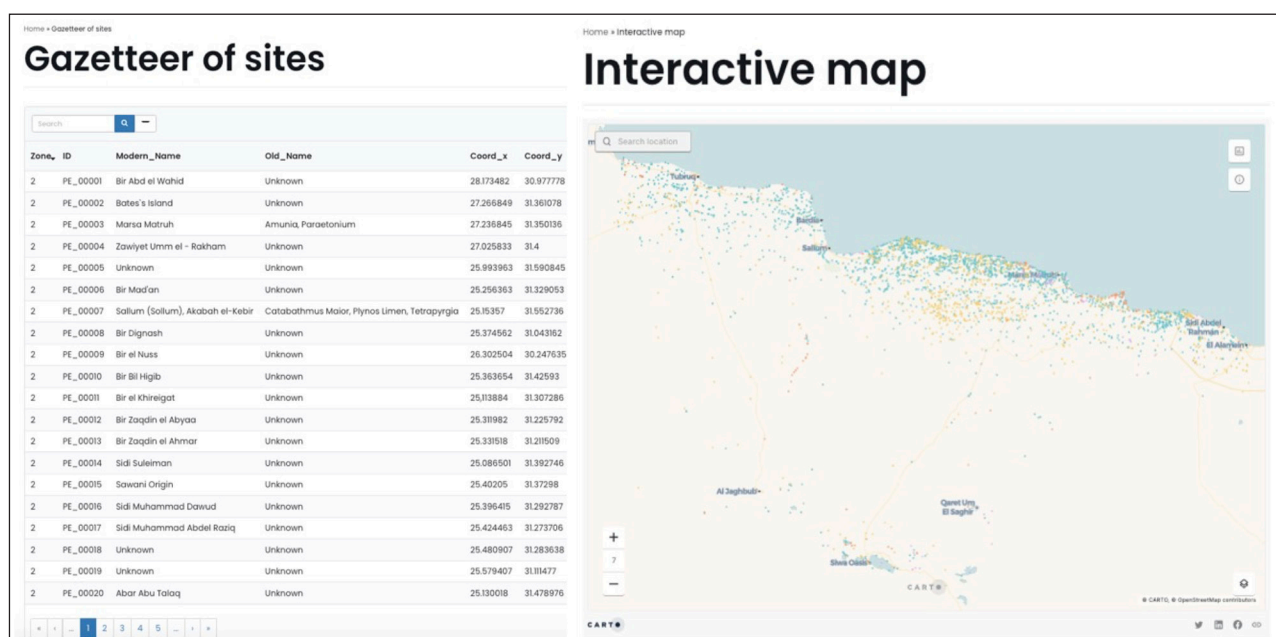 Home » Gazetteer of sites
Gazetteer of sites
Search
Zone ID Modern_Name Old_Name Coord_x Coord_y
2 PE_00001 Bir Abd el Wahid Unknown 28.173482 30.977778
2 PE_00002 Bates's Island Unknown 27.266849 31.361078
2 PE_00003 Marsa Matruh Amunia, Paraetonium 27.236845 31.350136
2 PE_00004 Zawiyet Umm el - Rakham Unknown 27.025833 31.4
2 PE_00005 Unknown Unknown 25.993963 31.590845
2 PE_00006 Bir Mad'an Unknown 25.256363 31.329053
2 PE_00007 Sallum (Sollum), Akabah el-Kebir Catabathmus Maior, Plynos Limen, Tetrapyrgia 25.15357 31.552736
2 PE_00008 Bir Dignash Unknown 25.374562 31.043162
2 PE_00009 Bir el Nuss Unknown 26.302504 30.247635
2 PE_00010 Bir Bil Higib Unknown 25.363654 31.42593
2 PE_00011 Bir el Khireigat Unknown 25,113884 31.307286
2 PE_00012 Bir Zaqdin el Abyaa Unknown 25.311982 31.225792
2 PE_00013 Bir Zaqdin el Ahmar Unknown 25.331518 31.211509
2 PE_00014 Sidi Suleiman Unknown 25.086501 31.392746
2 PE_00015 Sawani Origin Unknown 25.40205 31.37298
2 PE_00016 Sidi Muhammad Dawud Unknown 25.396415 31.292787
2 PE_00017 Sidi Muhammad Abdel Raziq Unknown 25.424463 31.273706
2 PE_00018 Unknown Unknown 25.480907 31.283638
2 PE_00019 Unknown Unknown 25.579407 31.111477
2 PE_00020 Abar Abu Talaq Unknown 25.130018 31.478976
« ‹ ... 1 2 3 4 5 ... › »
Home » Interactive map
Interactive map
Search location
Tubruq
Bardia
Sallum
Marsa Matruh
Sidi Abdel
Rahman
El Alamein
Al Jaghbub
Qaret Um
El Saghir
Siwa Oasis
+
7
−
CARTO
© CARTO, © OpenStreetMap contributors
CARTO